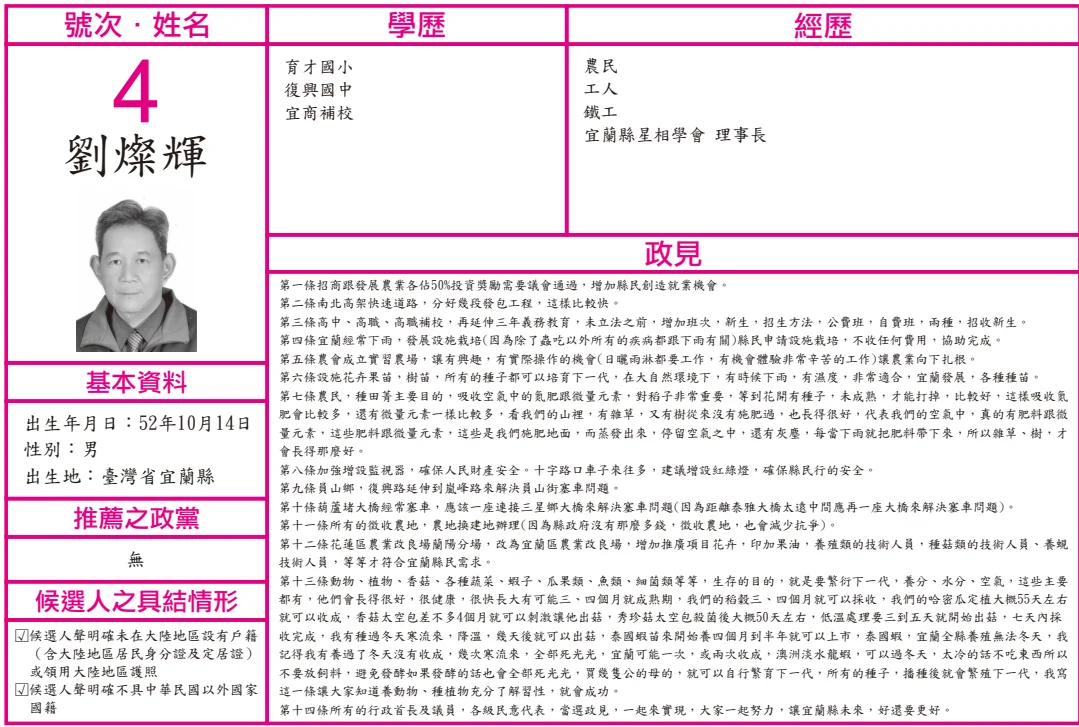 號次．姓名
4
劉燦輝
學歷
育才國小
復興國中
宜商補校
經歷
農民
工人
鐵工
宜蘭縣星相學會 理事長
基本資料
出生年月日：52年10月14日
性別：男
出生地：臺灣省宜蘭縣
推薦之政黨
無
候選人之具結情形
☑候選人聲明確未在大陸地區設有戶籍
（含大陸地區居民身分證及定居證）
或領用大陸地區護照
☑候選人聲明確不具中華民國以外國家
國籍
政見
第一條招商跟發展農業各佔50%投資獎勵需要議會通過，增加縣民創造就業機會。
第二條南北高架快速道路，分好幾段發包工程，這樣比較快。
第三條高中、高職、高職補校，再延伸三年義務教育，未立法之前，增加班次，新生，招生方法，公費班，自費班，兩種，招收新生。
第四條宜蘭經常下雨，發展設施栽培(因為除了蟲吃以外所有的疾病都跟下雨有關)縣民申請設施栽培，不收任何費用，協助完成。
第五條農會成立實習農場，讓有興趣，有實際操作的機會(日曬雨淋都要工作，有機會體驗非常辛苦的工作)讓農業向下扎根。
第六條設施花卉果苗，樹苗，所有的種子都可以培育下一代，在大自然環境下，有時候下雨，有濕度，非常適合，宜蘭發展，各種種苗。
第七條農民，種田菁主要目的，吸收空氣中的氮肥跟微量元素，對稻子非常重要，等到花開有種子，未成熟，才能打掉，比較好，這樣吸收氮
肥會比較多，還有微量元素一樣比較多，看我們的山裡，有雜草，又有樹從來沒有施肥過，也長得很好，代表我們的空氣中，真的有肥料跟微
量元素，這些肥料跟微量元素，這些是我們施肥地面，而蒸發出來，停留空氣之中，還有灰塵，每當下雨就把肥料帶下來，所以雜草、樹，才
會長得那麼好。
第八條加強增設監視器，確保人民財產安全。十字路口車子來往多，建議增設紅綠燈，確保縣民行的安全。
第九條員山鄉，復興路延伸到嵐峰路來解決員山街塞車問題。
第十條葫蘆堵大橋經常塞車，應該一座連接三星鄉大橋來解決塞車問題(因為距離泰雅大橋太遠中間應再一座大橋來解決塞車問題)。
第十一條所有的徵收農地，農地換建地辦理(因為縣政府沒有那麼多錢，徵收農地，也會減少抗爭)。
第十二條花蓮區農業改良場蘭陽分場，改為宜蘭區農業改良場，增加推廣項目花卉，印加果油，養殖類的技術人員，種菇類的技術人員、養蜆
技術人員，等等才符合宜蘭縣民需求。
第十三條動物、植物、香菇、各種蔬菜、蝦子、瓜果類、魚類、細菌類等等，生存的目的，就是要繁衍下一代，養分、水分、空氣，這些主要
都有，他們會長得很好，很健康，很快長大有可能三、四個月就成熟期，我們的稻穀三、四個月就可以採收，我們的哈密瓜定植大概55天左右
就可以收成，香菇太空包差不多4個月就可以刺激讓他出菇，秀珍菇太空包殺菌後大概50天左右，低溫處理要三到五天就開始出菇，七天內採
收完成，我有種過冬天寒流來，降溫，幾天後就可以出菇，泰國蝦苗來開始養四個月到半年就可以上市，泰國蝦，宜蘭全縣養殖無法冬天，我
記得我有養過了冬天沒有收成，幾次寒流來，全部死光光，宜蘭可能一次，或兩次收成，澳洲淡水龍蝦，可以過冬天，太冷的話不吃東西所以
不要放飼料，避免發酵如果發酵的話也會全部死光光，買幾隻公的母的，就可以自行繁育下一代，所有的種子，播種後就會繁殖下一代，我寫
這一條讓大家知道養動物、種植物充分了解習性，就會成功。
第十四條所有的行政首長及議員，各級民意代表，當選政見，一起來實現，大家一起努力，讓宜蘭縣未來，好還要更好。